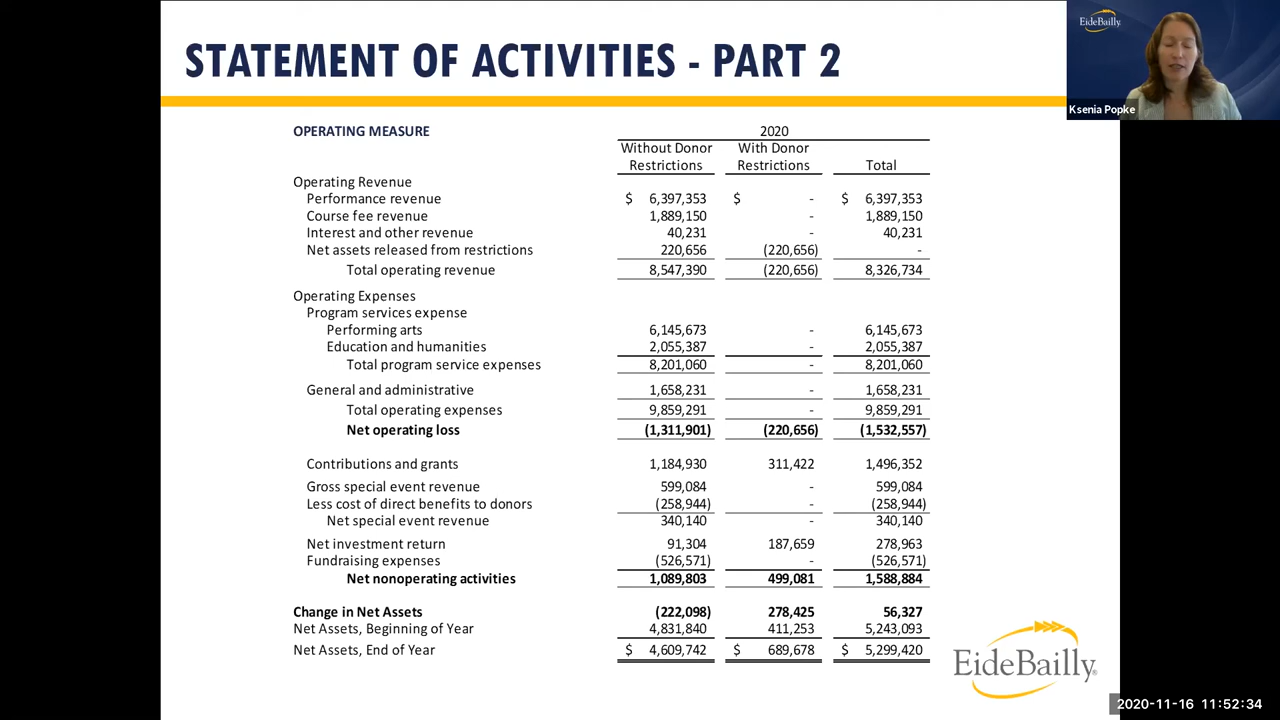 STATEMENT OF ACTIVITIES - PART 2
EideBailly
Ksenia Popke
OPERATING MEASURE 2020
Without Donor With Donor
Restrictions Restrictions Total
Operating Revenue
Performance revenue $ 6,397,353 $ - $ 6,397,353
Course fee revenue 1,889,150 - 1,889,150
Interest and other revenue 40,231 - 40,231
Net assets released from restrictions 220,656 (220,656) -
Total operating revenue 8,547,390 (220,656) 8,326,734
Operating Expenses
Program services expense
Performing arts 6,145,673 - 6,145,673
Education and humanities 2,055,387 - 2,055,387
Total program service expenses 8,201,060 - 8,201,060
General and administrative 1,658,231 - 1,658,231
Total operating expenses 9,859,291 - 9,859,291
Net operating loss (1,311,901) (220,656) (1,532,557)
Contributions and grants 1,184,930 311,422 1,496,352
Gross special event revenue 599,084 - 599,084
Less cost of direct benefits to donors (258,944) - (258,944)
Net special event revenue 340,140 - 340,140
Net investment return 91,304 187,659 278,963
Fundraising expenses (526,571) - (526,571)
Net nonoperating activities 1,089,803 499,081 1,588,884
Change in Net Assets (222,098) 278,425 56,327
Net Assets, Beginning of Year 4,831,840 411,253 5,243,093
Net Assets, End of Year $ 4,609,742 $ 689,678 $ 5,299,420
EideBailly®
2020-11-16 11:52:34